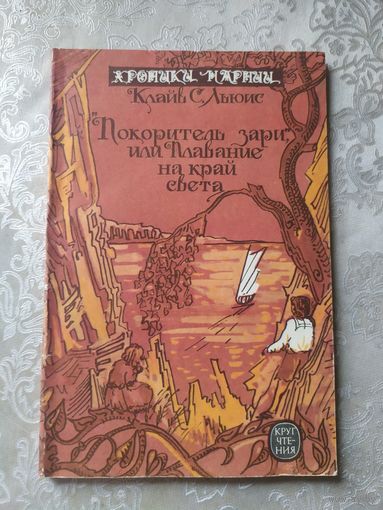 ХРОНИКИ НАРНИИ
Клайв С. Льюис
"Покоритель зари",
или Плавание
на край
света
КРУГ
ЧТЕ-
НИЯ